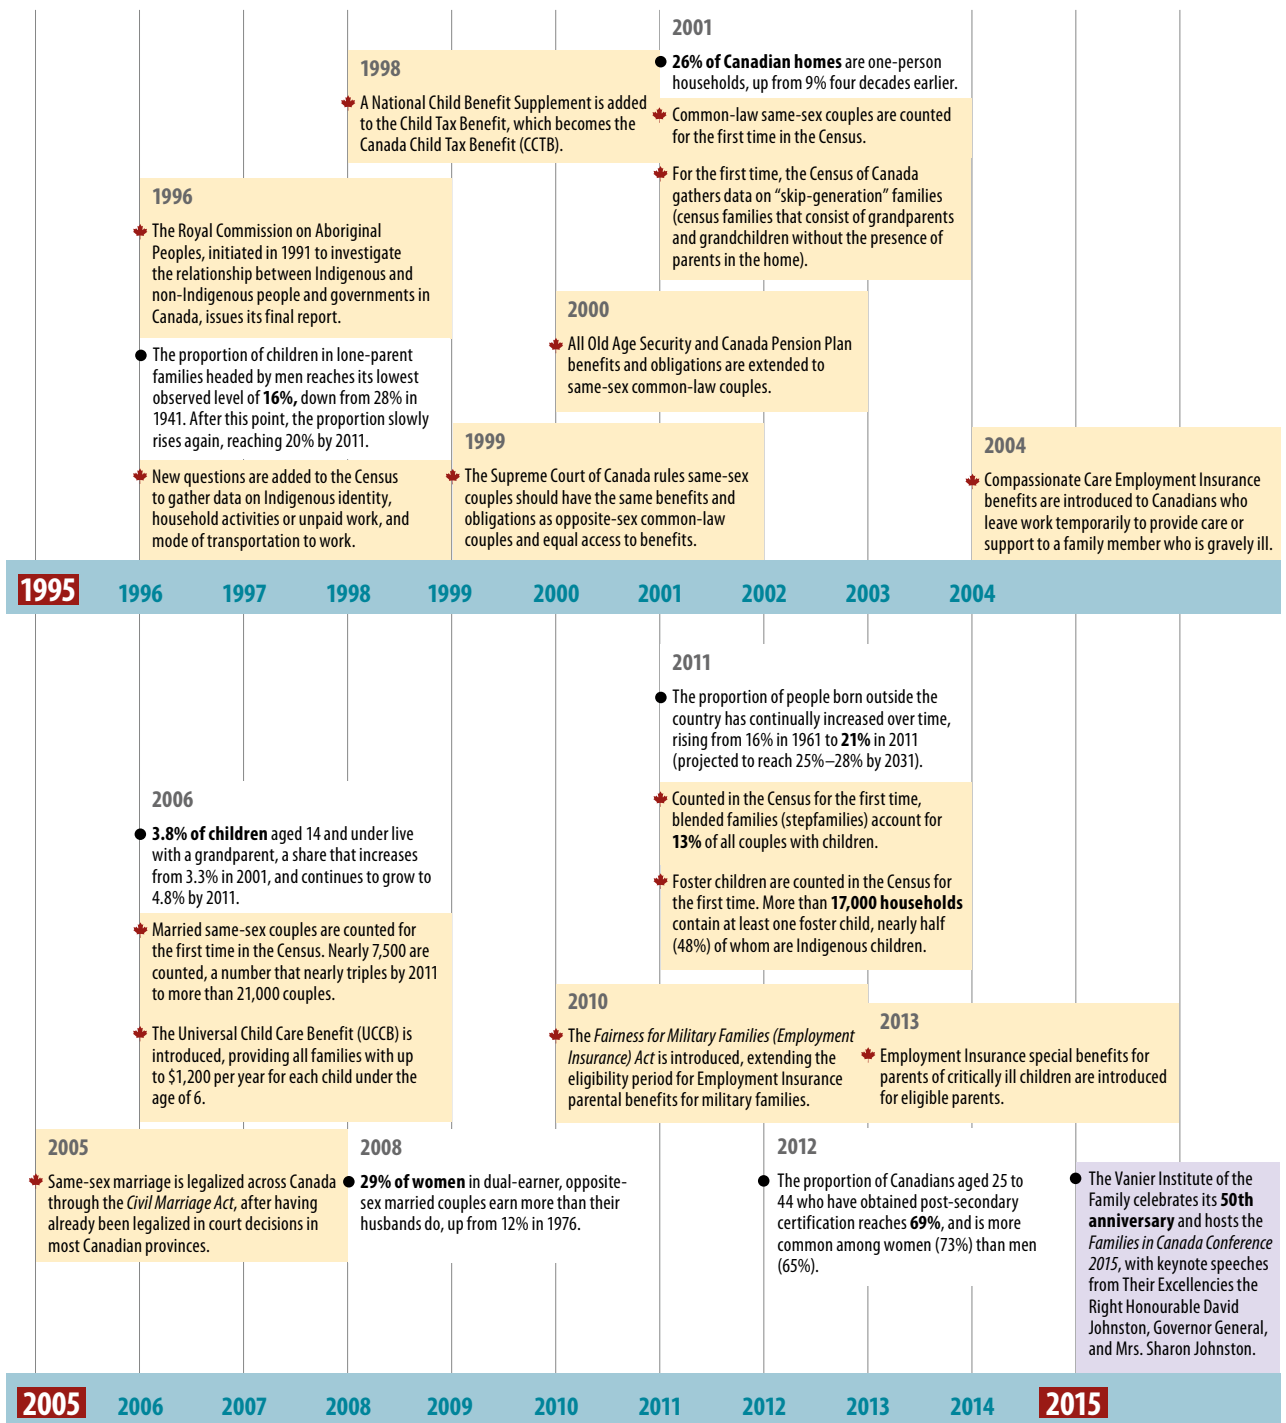 2001
26% of Canadian homes are one-person
households, up from 9% four decades earlier.
Common-law same-sex couples are counted
for the first time in the Census.
For the first time, the Census of Canada
gathers data on “skip-generation” families
(census families that consist of grandparents
and grandchildren without the presence of
parents in the home).
1998
A National Child Benefit Supplement is added
to the Child Tax Benefit, which becomes the
Canada Child Tax Benefit (CCTB).
1996
The Royal Commission on Aboriginal
Peoples, initiated in 1991 to investigate
the relationship between Indigenous and
non-Indigenous people and governments in
Canada, issues its final report.
The proportion of children in lone-parent
families headed by men reaches its lowest
observed level of 16%, down from 28% in
1941. After this point, the proportion slowly
rises again, reaching 20% by 2011.
New questions are added to the Census
to gather data on Indigenous identity,
household activities or unpaid work, and
mode of transportation to work.
2000
All Old Age Security and Canada Pension Plan
benefits and obligations are extended to
same-sex common-law couples.
1999
The Supreme Court of Canada rules same-sex
couples should have the same benefits and
obligations as opposite-sex common-law
couples and equal access to benefits.
2004
Compassionate Care Employment Insurance
benefits are introduced to Canadians who
leave work temporarily to provide care or
support to a family member who is gravely ill.
1995 1996 1997 1998 1999 2000 2001 2002 2003 2004
2011
The proportion of people born outside the
country has continually increased over time,
rising from 16% in 1961 to 21% in 2011
(projected to reach 25%–28% by 2031).
Counted in the Census for the first time,
blended families (stepfamilies) account for
13% of all couples with children.
Foster children are counted in the Census for
the first time. More than 17,000 households
contain at least one foster child, nearly half
(48%) of whom are Indigenous children.
2006
3.8% of children aged 14 and under live
with a grandparent, a share that increases
from 3.3% in 2001, and continues to grow to
4.8% by 2011.
Married same-sex couples are counted for
the first time in the Census. Nearly 7,500 are
counted, a number that nearly triples by 2011
to more than 21,000 couples.
The Universal Child Care Benefit (UCCB) is
introduced, providing all families with up
to $1,200 per year for each child under the
age of 6.
2010
The Fairness for Military Families (Employment
Insurance) Act is introduced, extending the
eligibility period for Employment Insurance
parental benefits for military families.
2013
Employment Insurance special benefits for
parents of critically ill children are introduced
for eligible parents.
2005
Same-sex marriage is legalized across Canada
through the Civil Marriage Act, after having
already been legalized in court decisions in
most Canadian provinces.
2008
29% of women in dual-earner, opposite-
sex married couples earn more than their
husbands do, up from 12% in 1976.
2012
The proportion of Canadians aged 25 to
44 who have obtained post-secondary
certification reaches 69%, and is more
common among women (73%) than men
(65%).
The Vanier Institute of the
Family celebrates its 50th
anniversary and hosts the
Families in Canada Conference
2015, with keynote speeches
from Their Excellencies the
Right Honourable David
Johnston, Governor General,
and Mrs. Sharon Johnston.
2005 2006 2007 2008 2009 2010 2011 2012 2013 2014 2015